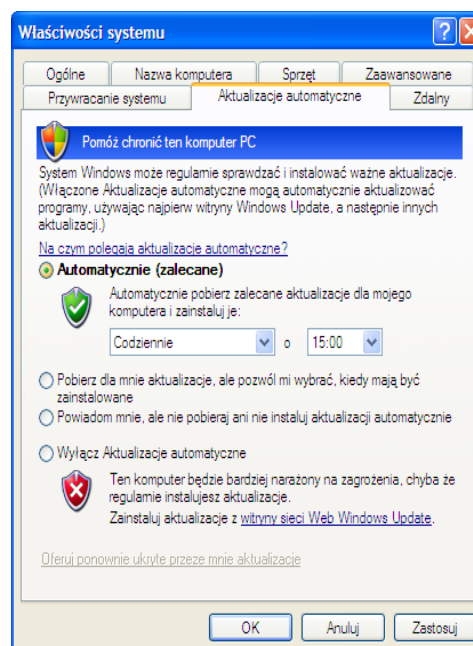 Właściwości systemu
Ogólne Nazwa komputera Sprzęt Zaawansowane
Przywracanie systemu Aktualizacje automatyczne Zdalny
Pomóż chronić ten komputer PC
System Windows może regularnie sprawdzać i instalować ważne aktualizacje.
(Włączone Aktualizacje automatyczne mogą automatycznie aktualizować
programy, używając najpierw witryny Windows Update, a następnie innych
aktualizacji.)
Na czym polegają aktualizacje automatyczne?
Automatycznie (zalecane)
Automatycznie pobierz zalecane aktualizacje dla mojego
komputera i zainstaluj je:
Codziennie o 15:00
Pobierz dla mnie aktualizacje, ale pozwól mi wybrać, kiedy mają być
zainstalowane
Powiadom mnie, ale nie pobieraj ani nie instaluj aktualizacji automatycznie
Wyłącz Aktualizacje automatyczne
Ten komputer będzie bardziej narażony na zagrożenia, chyba że
regularnie instalujesz aktualizacje.
Zainstaluj aktualizacje z witryny sieci Web Windows Update.
Oferuj ponownie ukryte przeze mnie aktualizacje
OK Anuluj Zastosuj